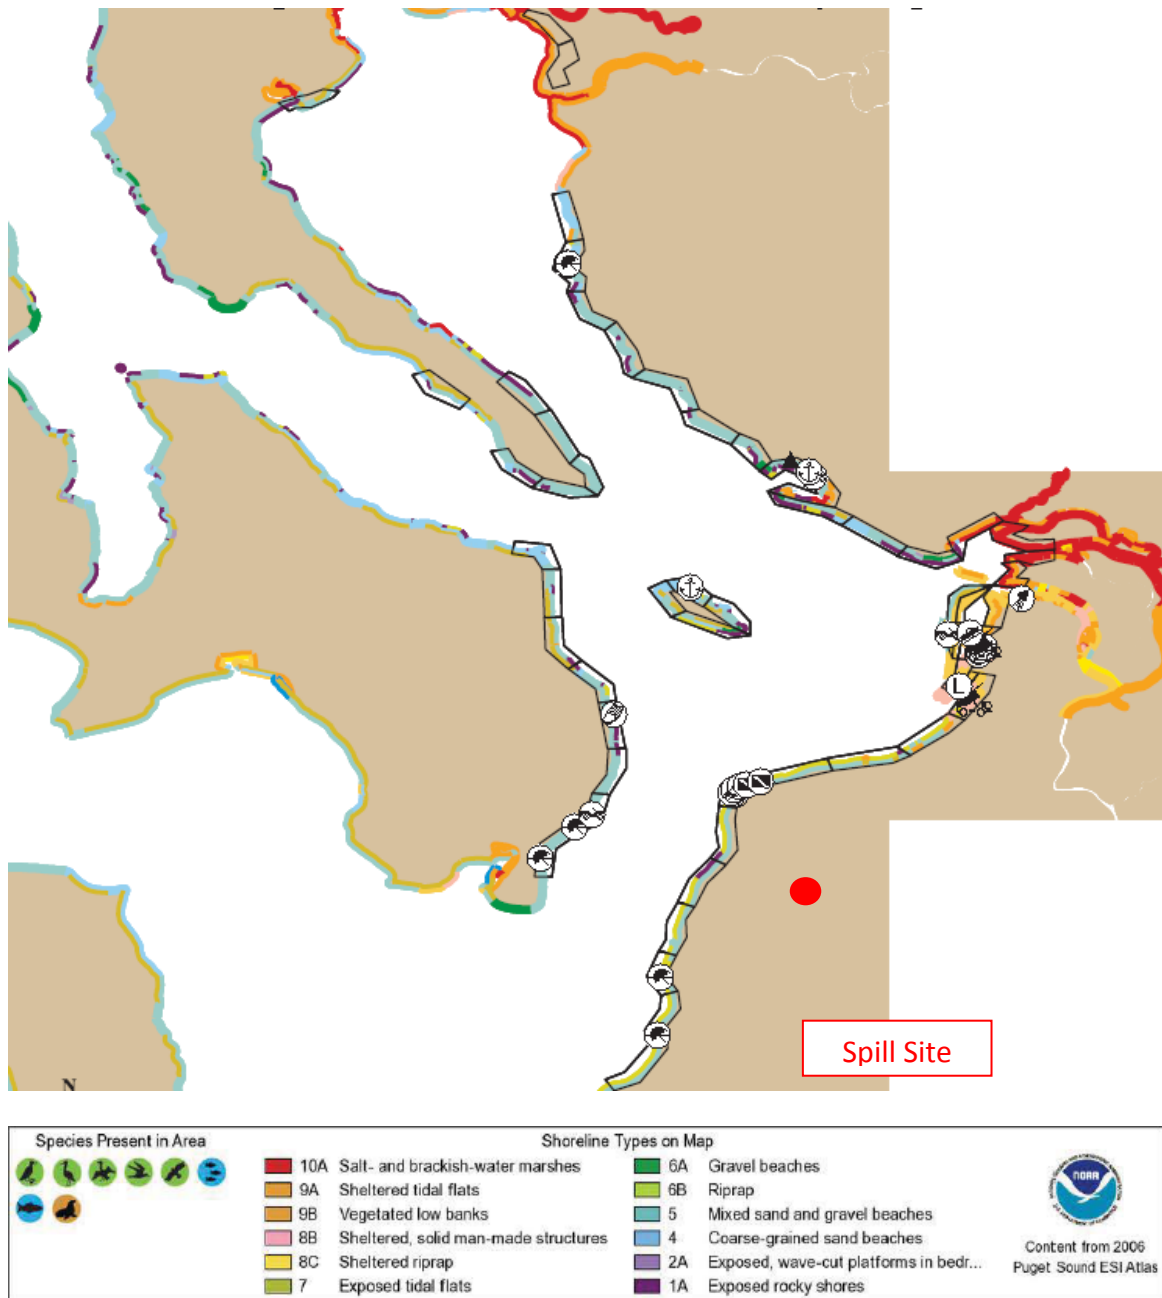 L
Spill Site
N
Species Present in Area
Shoreline Types on Map
10A Salt- and brackish-water marshes
9A Sheltered tidal flats
9B Vegetated low banks
8B Sheltered, solid man-made structures
8C Sheltered riprap
7 Exposed tidal flats
6A Gravel beaches
6B Riprap
5 Mixed sand and gravel beaches
4 Coarse-grained sand beaches
2A Exposed, wave-cut platforms in bedr...
1A Exposed rocky shores
NOAA
Content from 2006
Puget Sound ESI Atlas